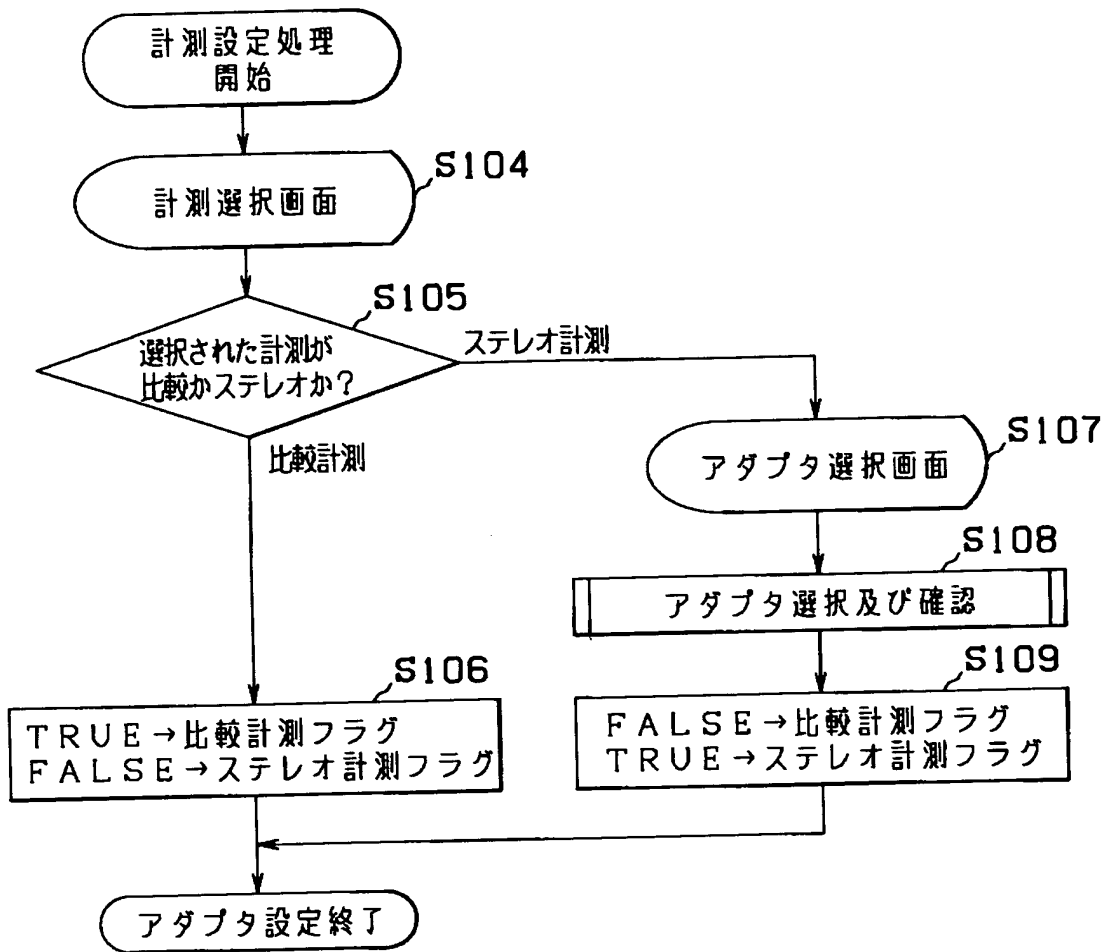 計測設定処理
開始
S104
計測選択画面
S105
選択された計測が
比較かステレオか？
ステレオ計測
比較計測
S107
アダプタ選択画面
S108
アダプタ選択及び確認
S106
TRUE→比較計測フラグ
FALSE→ステレオ計測フラグ
S109
FALSE→比較計測フラグ
TRUE→ステレオ計測フラグ
アダプタ設定終了